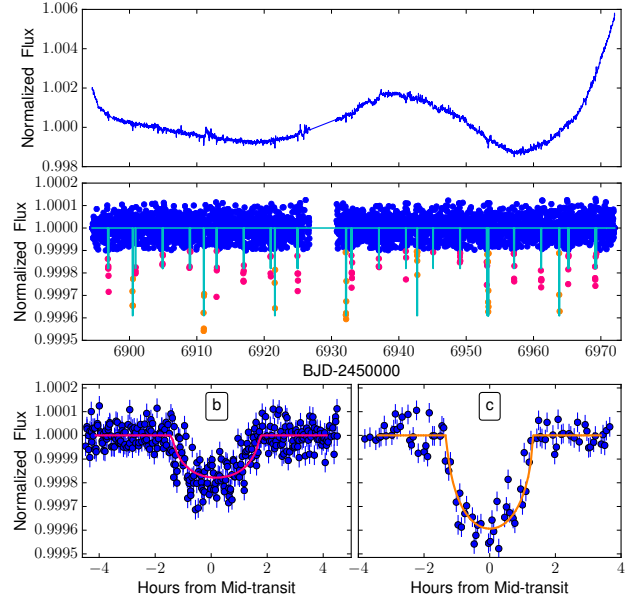 1.006
1.002
1.000
0.998
Normalized Flux
1.0002
1.0001
1.0000
0.9999
0.9998
0.9997
0.9996
0.9995
Normalized Flux
6900 6910 6920 6930 6940 6950 6960 6970
BJD-2450000
b c
1.0002
1.0001
1.0000
0.9999
0.9998
0.9997
0.9996
0.9995
Normalized Flux
−4 −2 0 2 4 −4 −2 0 2 4
Hours from Mid-transit Hours from Mid-transit